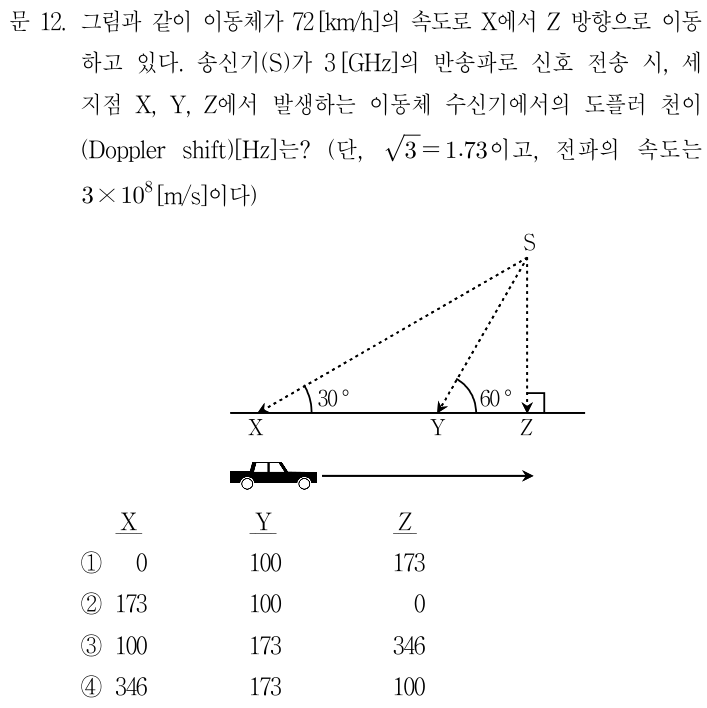 문 12. 그림과 같이 이동체가 72[km/h]의 속도로 X에서 Z 방향으로 이동
하고 있다. 송신기(S)가 3[GHz]의 반송파로 신호 전송 시, 세
지점 X, Y, Z에서 발생하는 이동체 수신기에서의 도플러 천이
(Doppler shift)[Hz]는? (단, √3=1.73이고, 전파의 속도는
3×10⁸[m/s]이다)
S
30° 60°
X Y Z
X Y Z
① 0 100 173
② 173 100 0
③ 100 173 346
④ 346 173 100